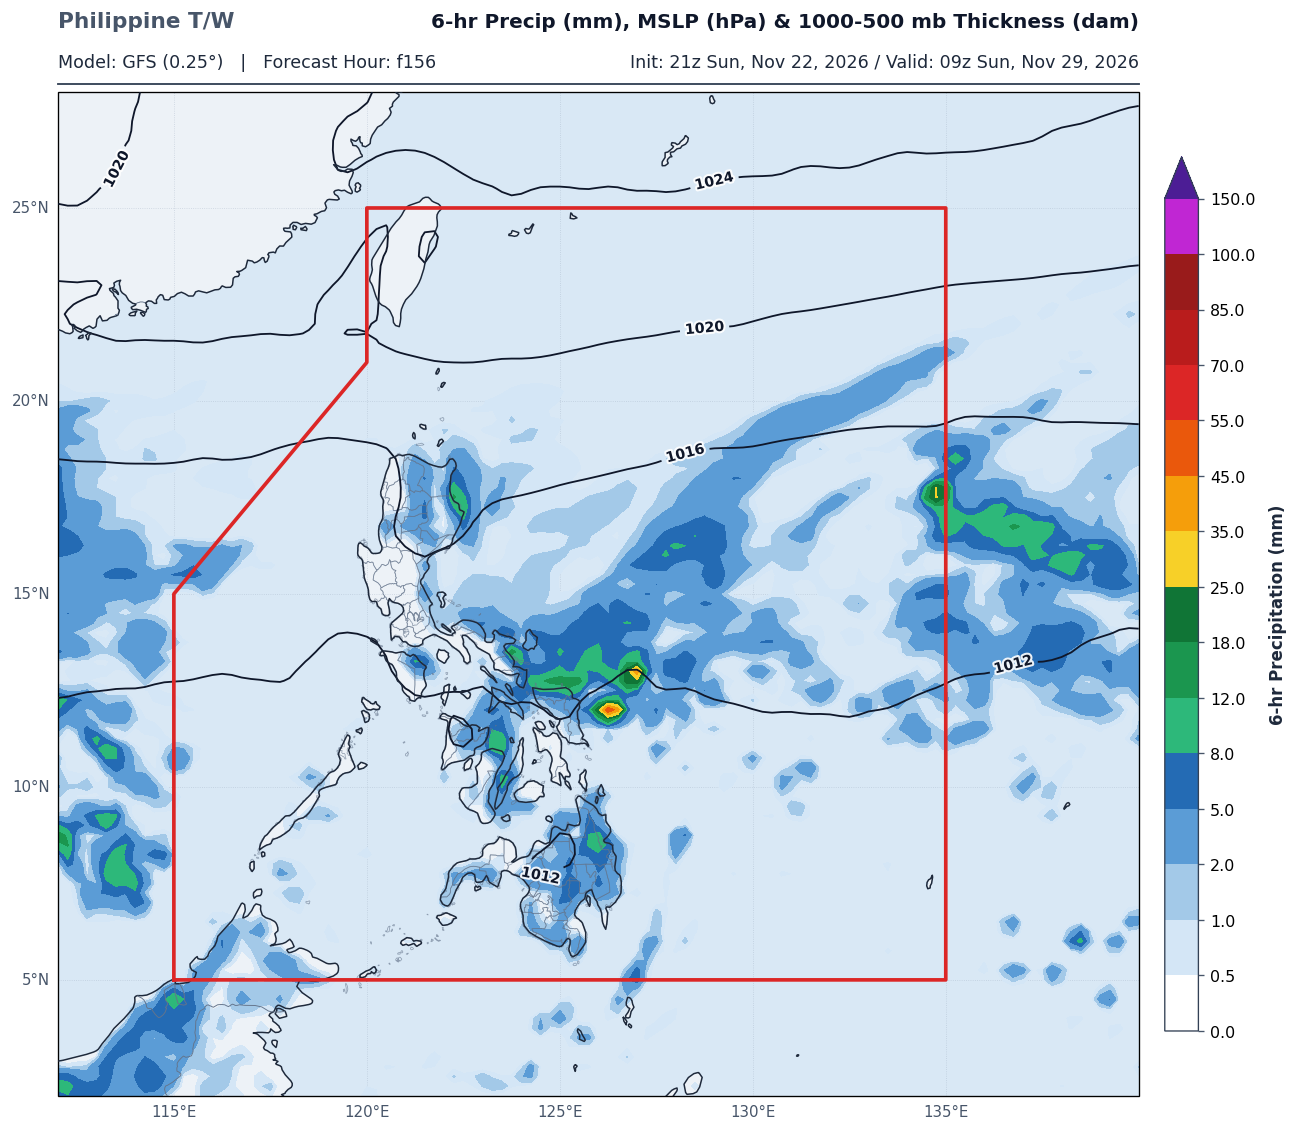 Philippine T/W
6-hr Precip (mm), MSLP (hPa) & 1000-500 mb Thickness (dam)
Model: GFS (0.25°) | Forecast Hour: f156
Init: 21z Sun, Nov 22, 2026 / Valid: 09z Sun, Nov 29, 2026
1020
1024
1020
1016
1012
1012
25°N
20°N
15°N
10°N
5°N
115°E
120°E
125°E
130°E
135°E
150.0
100.0
85.0
70.0
55.0
45.0
35.0
25.0
18.0
12.0
8.0
5.0
2.0
1.0
0.5
0.0
6-hr Precipitation (mm)